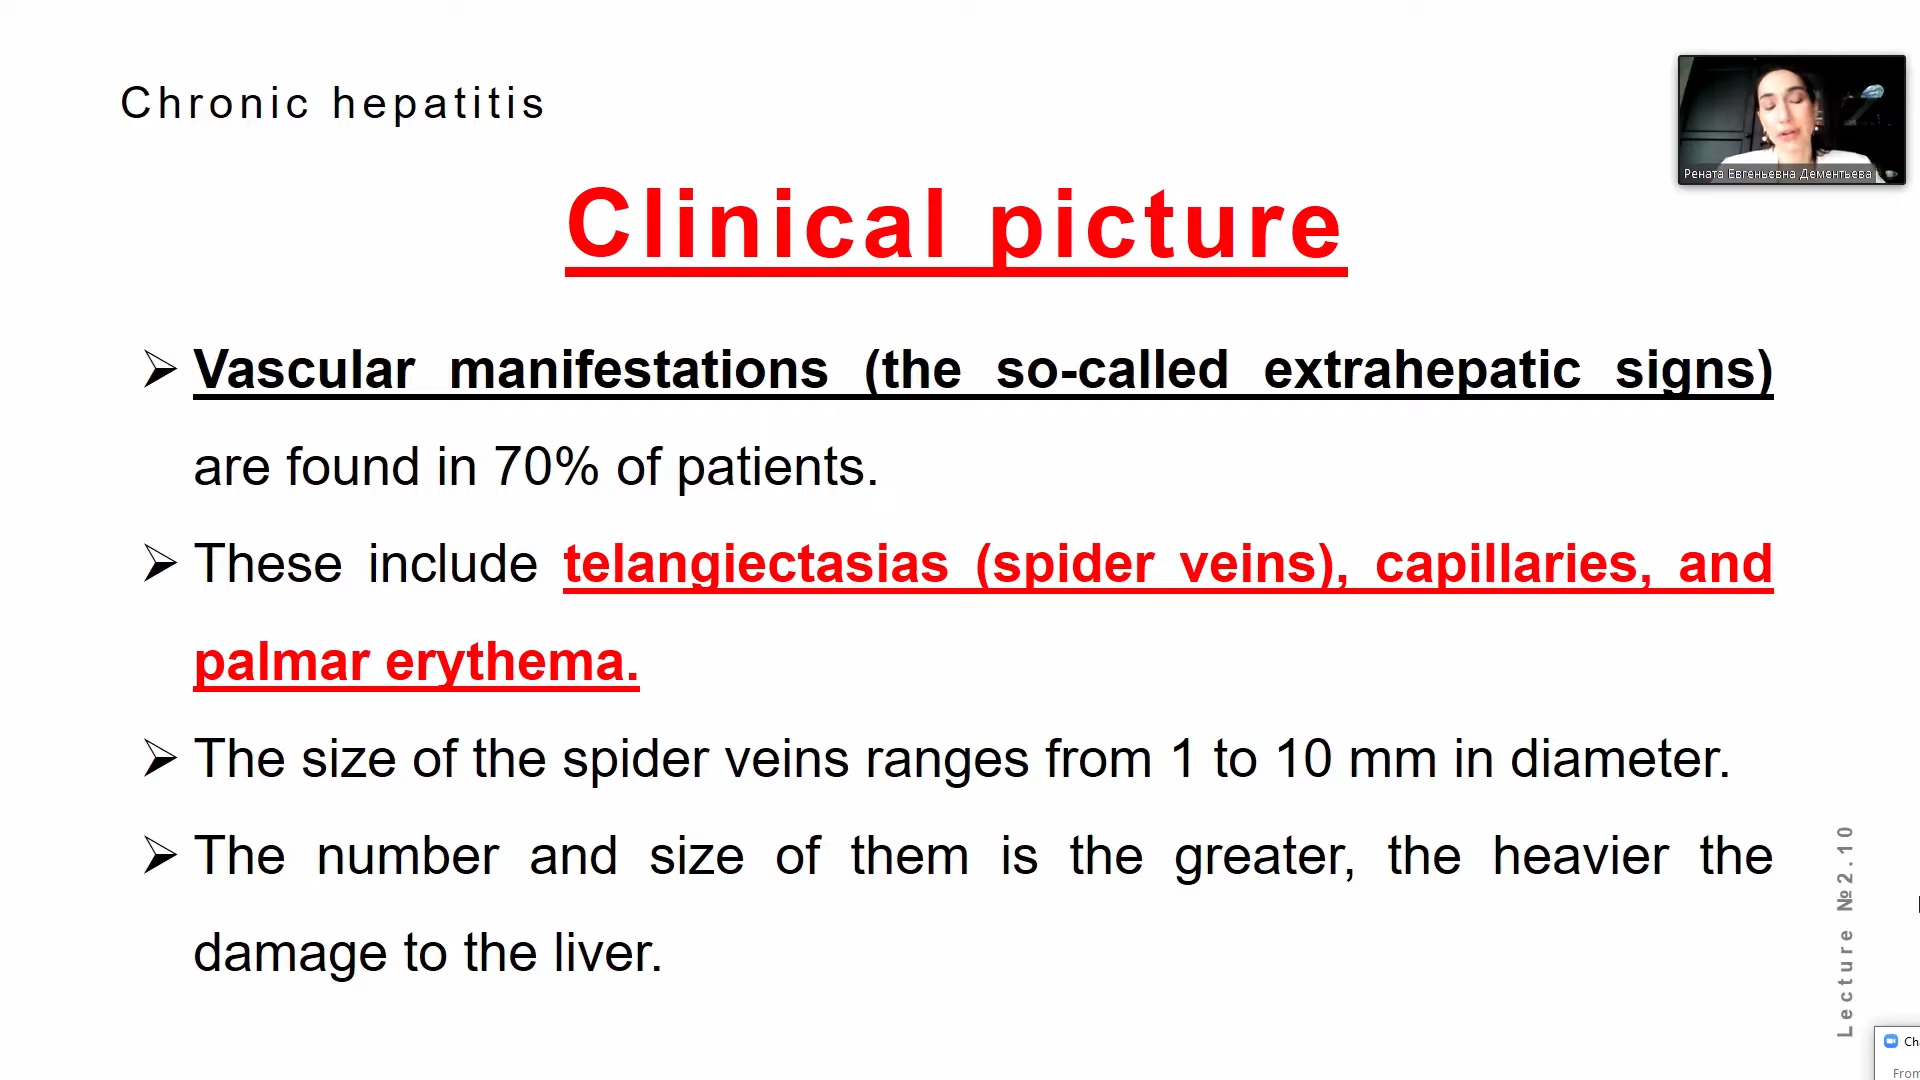 Chronic hepatitis
Рената Евгеньевна Дементьева
Clinical picture
➢ Vascular manifestations (the so-called extrahepatic signs)
are found in 70% of patients.
➢ These include telangiectasias (spider veins), capillaries, and
palmar erythema.
➢ The size of the spider veins ranges from 1 to 10 mm in diameter.
➢ The number and size of them is the greater, the heavier the
damage to the liver.
Lecture №2.10
Cha
From